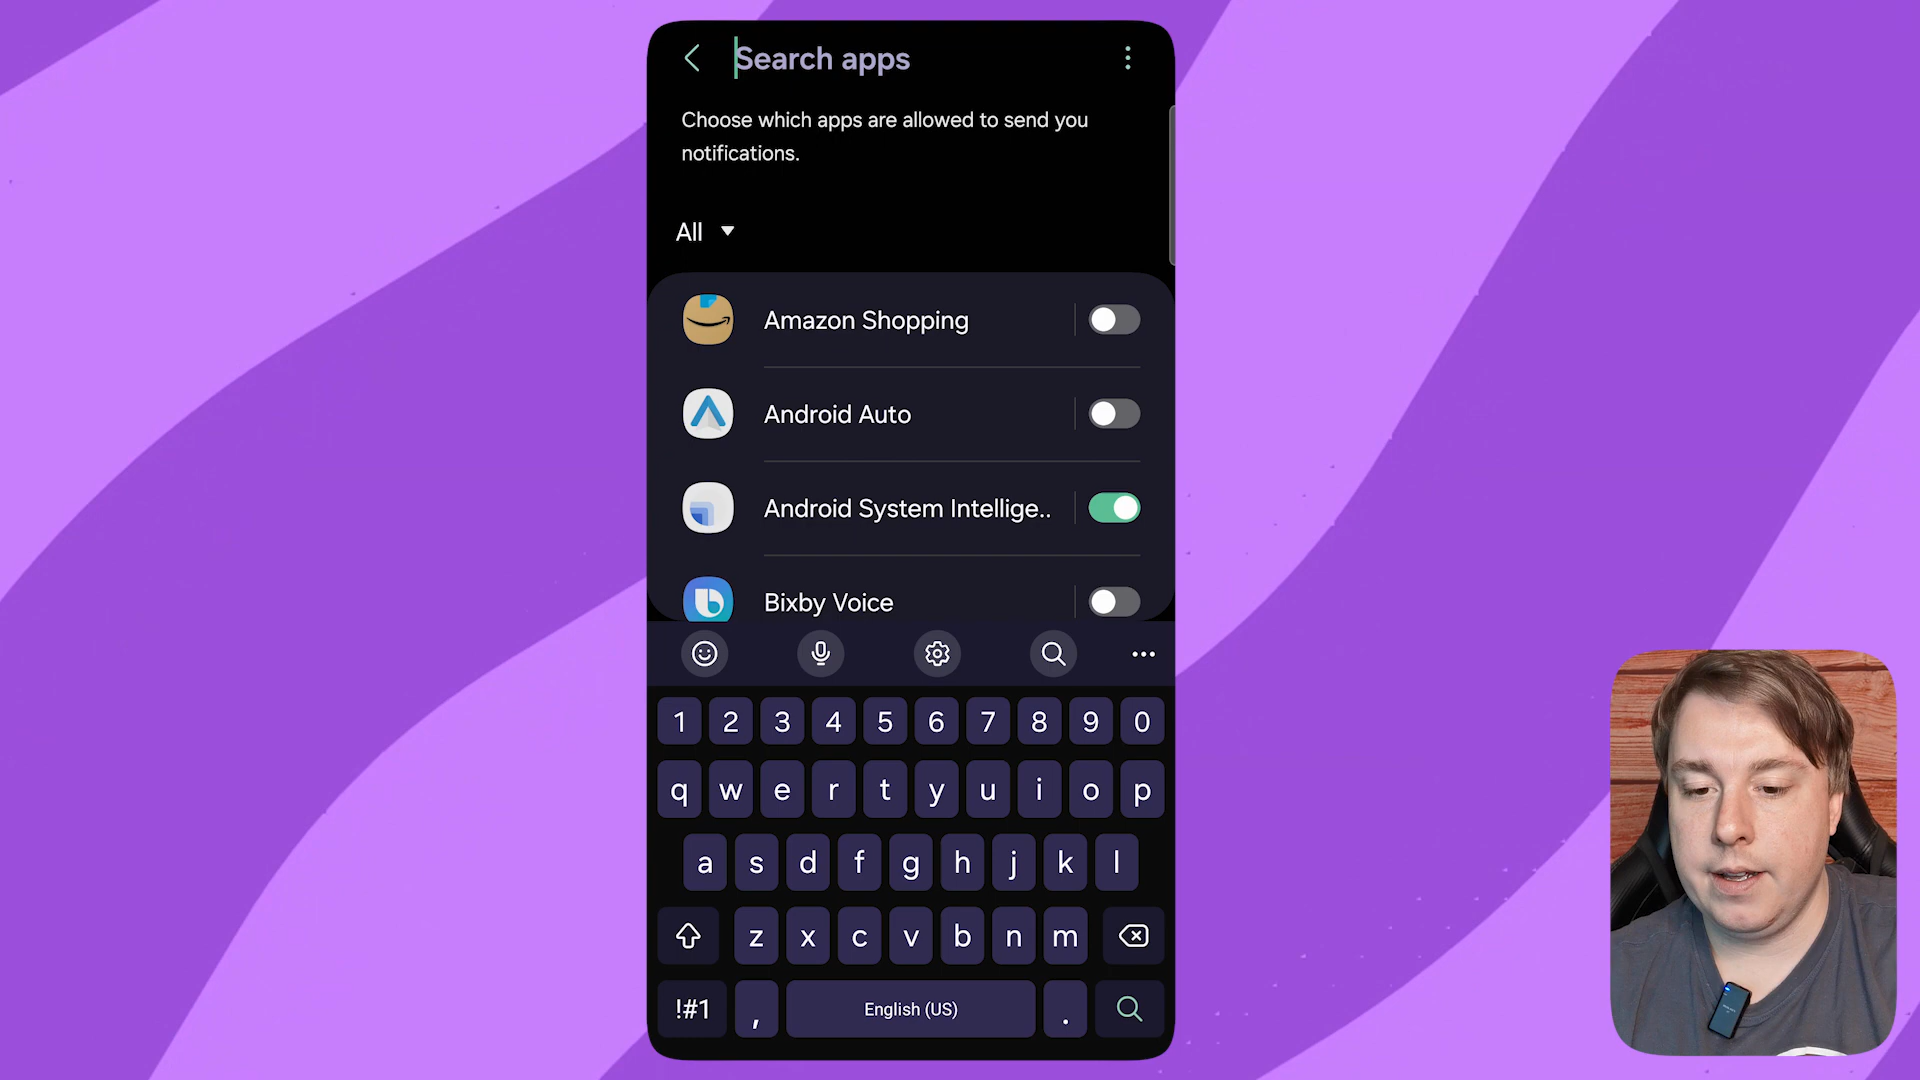 Search apps
Choose which apps are allowed to send you
notifications.
All
Amazon Shopping
Android Auto
Android System Intellige..
Bixby Voice
1 2 3 4 5 6 7 8 9 0
q w e r t y u i o p
a s d f g h j k l
z x c v b n m
!#1 , English (US) .